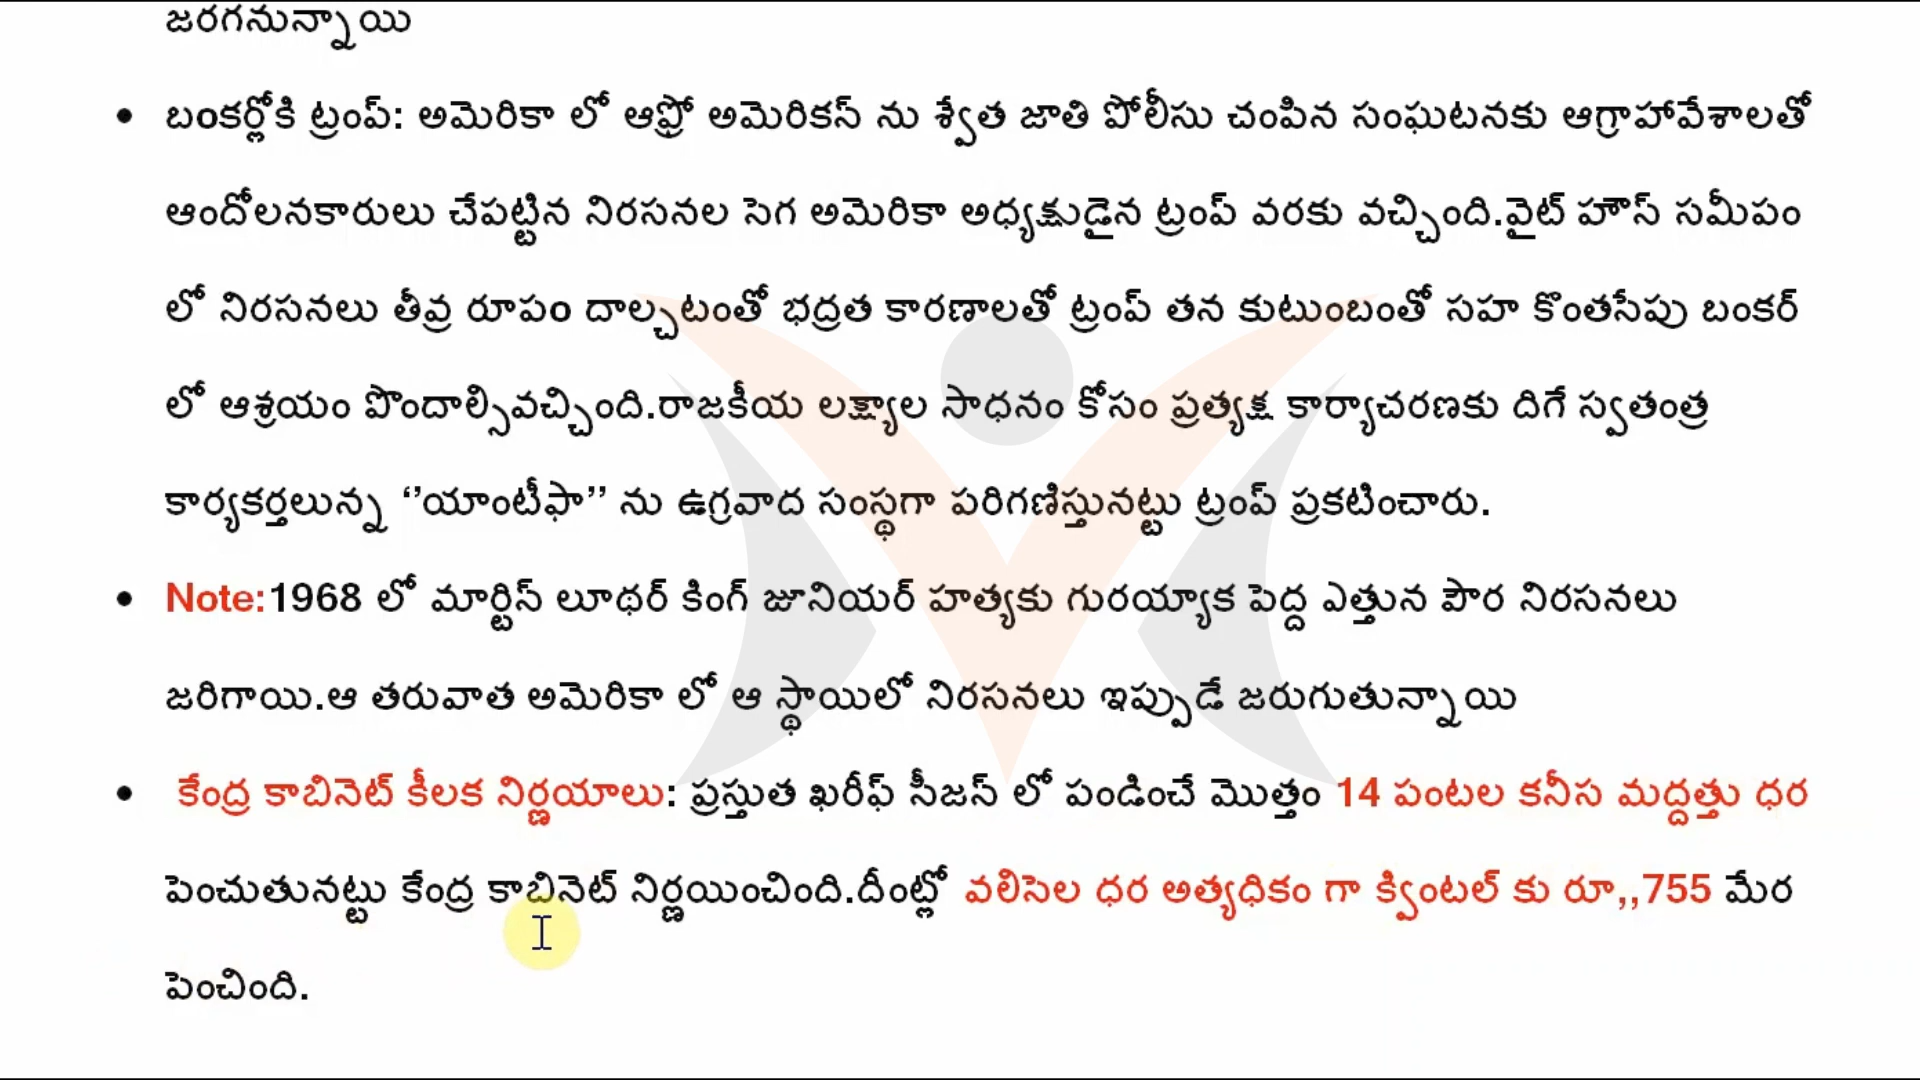 జరగనున్నాయి
• బంకర్లోకి ట్రంప్: అమెరికా లో ఆఫ్రో అమెరికన్ ను శ్వేత జాతి పోలీసు చంపిన సంఘటనకు ఆగ్రాహావేశాలతో
ఆందోలనకారులు చేపట్టిన నిరసనల సెగ అమెరికా అధ్యక్షుడైన ట్రంప్ వరకు వచ్చింది.వైట్ హౌస్ సమీపం
లో నిరసనలు తీవ్ర రూపం దాల్చటంతో భద్రత కారణాలతో ట్రంప్ తన కుటుంబంతో సహ కొంతసేపు బంకర్
లో ఆశ్రయం పొందాల్సివచ్చింది.రాజకీయ లక్ష్యాల సాధనం కోసం ప్రత్యక్ష కార్యాచరణకు దిగే స్వతంత్ర
కార్యకర్తలున్న ‘’యాంటీఫా’’ ను ఉగ్రవాద సంస్థగా పరిగణిస్తునట్టు ట్రంప్ ప్రకటించారు.
• Note:1968 లో మార్టిన్ లూథర్ కింగ్ జూనియర్ హత్యకు గురయ్యాక పెద్ద ఎత్తున పౌర నిరసనలు
జరిగాయి.ఆ తరువాత అమెరికా లో ఆ స్థాయిలో నిరసనలు ఇప్పుడే జరుగుతున్నాయి
• కేంద్ర కాబినెట్ కీలక నిర్ణయాలు: ప్రస్తుత ఖరీఫ్ సీజన్ లో పండించే మొత్తం 14 పంటల కనీస మద్దత్తు ధర
పెంచుతునట్టు కేంద్ర కాబినెట్ నిర్ణయించింది.దీంట్లో వలిసెల ధర అత్యధికం గా క్వింటల్ కు రూ,,755 మేర
పెంచింది.